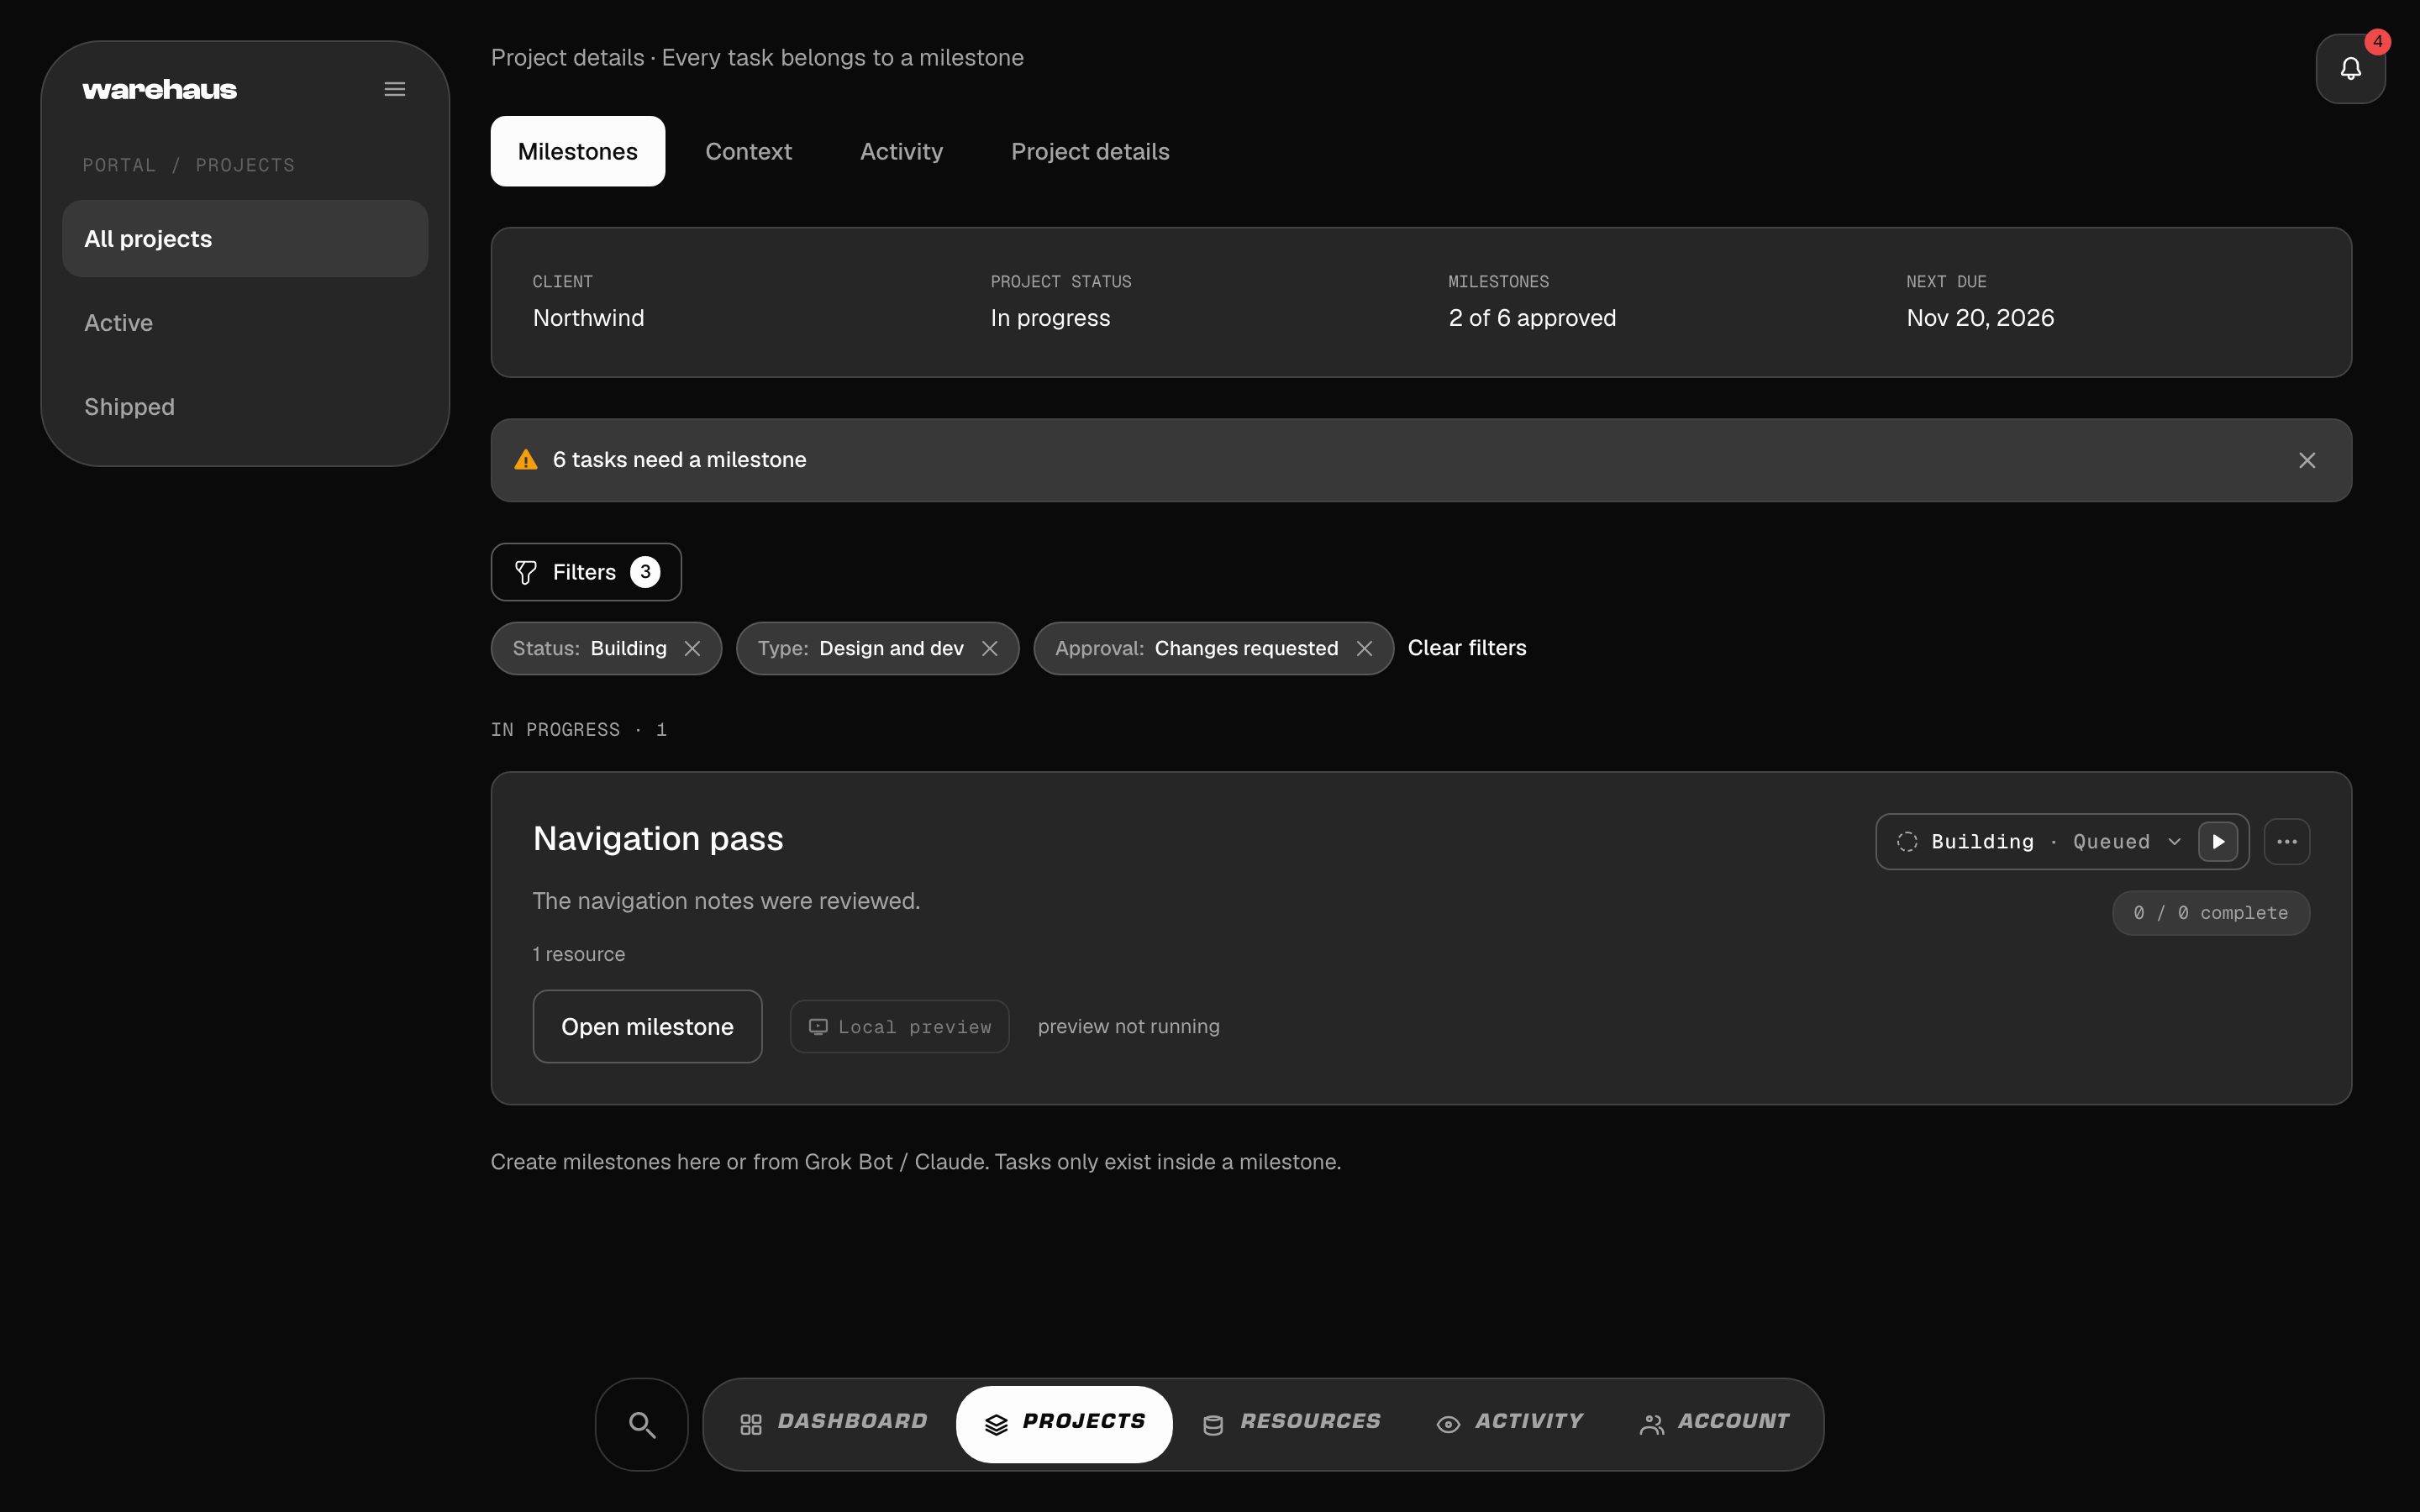 warehaus
PORTAL / PROJECTS
All projects
Active
Shipped
Project details · Every task belongs to a milestone
4
Milestones
Context
Activity
Project details
CLIENT
Northwind
PROJECT STATUS
In progress
MILESTONES
2 of 6 approved
NEXT DUE
Nov 20, 2026
6 tasks need a milestone
Filters 3
Status: Building
Type: Design and dev
Approval: Changes requested
Clear filters
IN PROGRESS · 1
Navigation pass
Building · Queued
The navigation notes were reviewed.
0 / 0 complete
1 resource
Open milestone
Local preview
preview not running
Create milestones here or from Grok Bot / Claude. Tasks only exist inside a milestone.
DASHBOARD
PROJECTS
RESOURCES
ACTIVITY
ACCOUNT